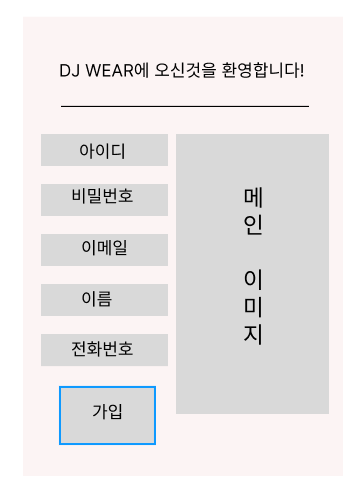 DJ WEAR에 오신것을 환영합니다!
아이디
비밀번호
이메일
이름
전화번호
가입
메
인
이
미
지